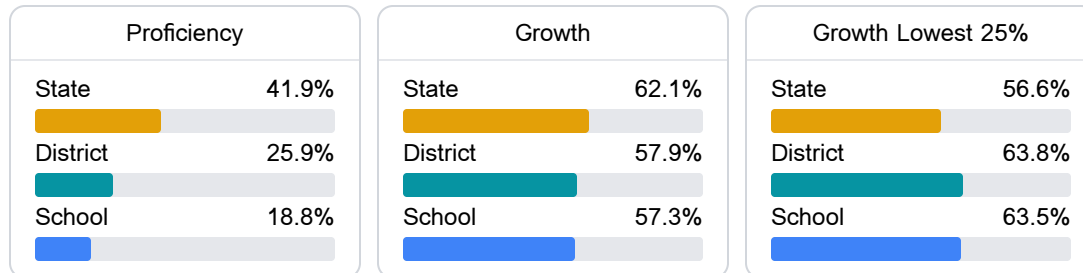 Proficiency
State 41.9%
District 25.9%
School 18.8%
Growth
State 62.1%
District 57.9%
School 57.3%
Growth Lowest 25%
State 56.6%
District 63.8%
School 63.5%